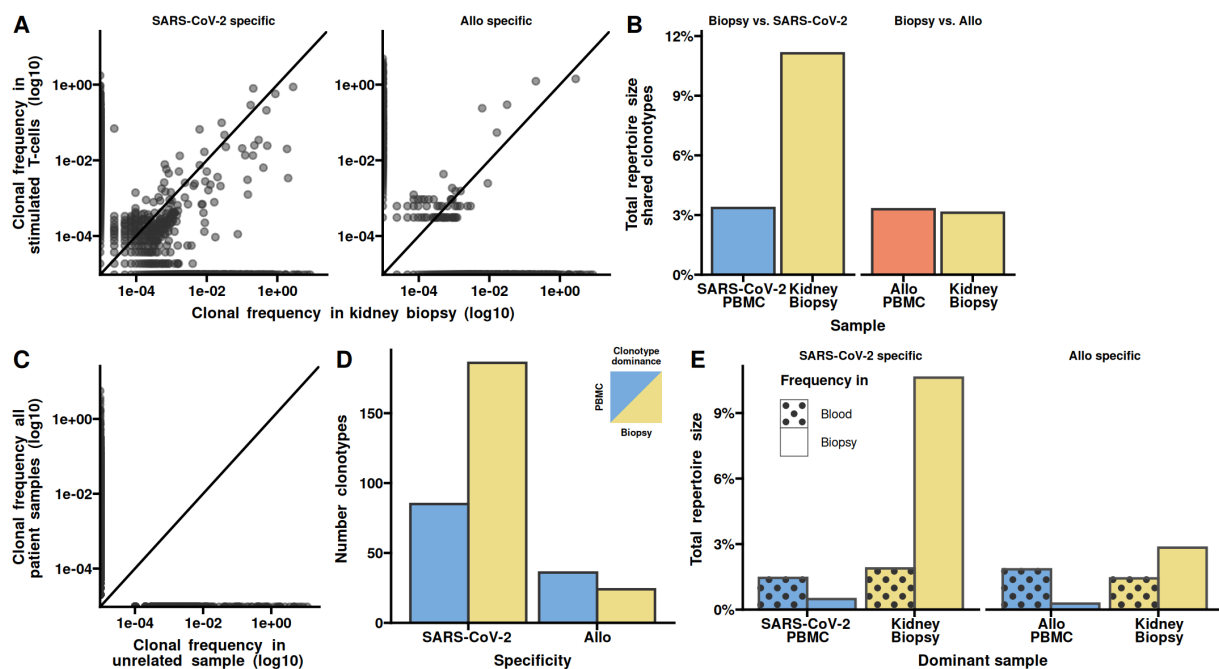 A
SARS-CoV-2 specific
Allo specific
Clonal frequency in
stimulated T-cells (log10)
1e+00
1e-02
1e-04
1e+00
1e-02
1e-04
1e-04
1e-02
1e+00
1e-04
1e-02
1e+00
Clonal frequency in kidney biopsy (log10)
B
Biopsy vs. SARS-CoV-2
Biopsy vs. Allo
Total repertoire size
shared clonotypes
12%
9%
6%
3%
0%
SARS-CoV-2
PBMC
Kidney
Biopsy
Allo
PBMC
Kidney
Biopsy
Sample
C
Clonal frequency all
patient samples (log10)
1e+00
1e-02
1e-04
1e-04
1e-02
1e+00
Clonal frequency in
unrelated sample (log10)
D
Number clonotypes
150
100
50
0
Clonotype
dominance
PBMC
Biopsy
SARS-CoV-2
Allo
Specificity
E
SARS-CoV-2 specific
Allo specific
Total repertoire size
9%
6%
3%
0%
Frequency in
Blood
Biopsy
SARS-CoV-2
PBMC
Kidney
Biopsy
Allo
PBMC
Kidney
Biopsy
Dominant sample